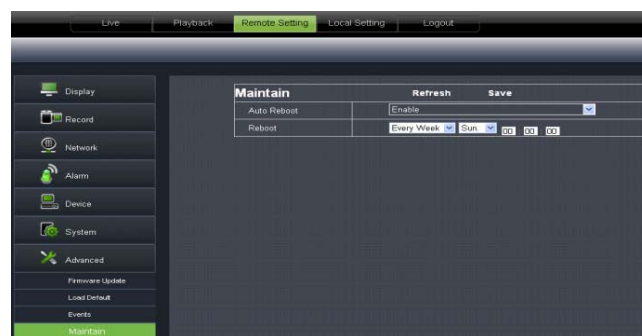 Live Playback Remote Setting Local Setting Logout
Display
Record
Network
Alarm
Device
System
Advanced
Firmware Update
Load Default
Events
Maintain
Maintain Refresh Save
Auto Reboot Enable
Reboot Every Week Sun. 00 : 00 : 00